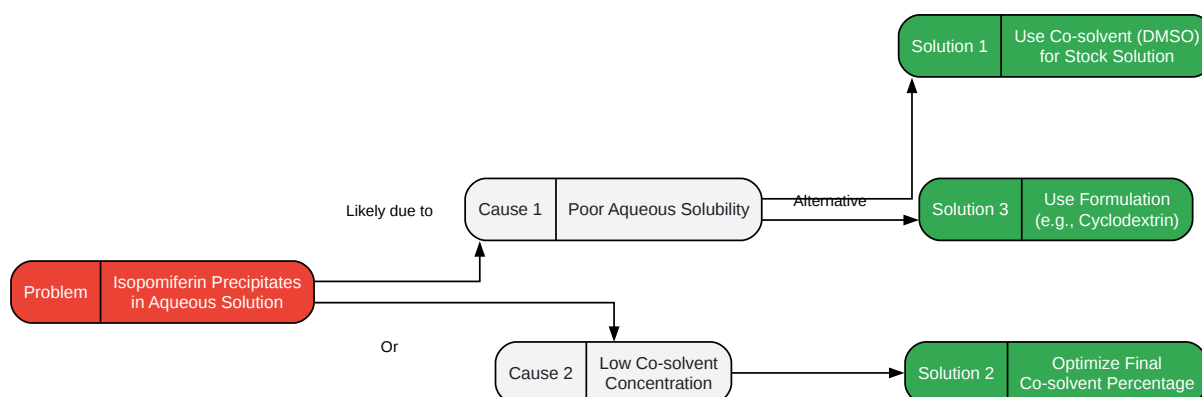 Solution 1
Use Co-solvent (DMSO)
for Stock Solution
Likely due to
Cause 1
Poor Aqueous Solubility
Alternative
Solution 3
Use Formulation
(e.g., Cyclodextrin)
Problem
Isopomiferin Precipitates
in Aqueous Solution
Or
Cause 2
Low Co-solvent
Concentration
Solution 2
Optimize Final
Co-solvent Percentage